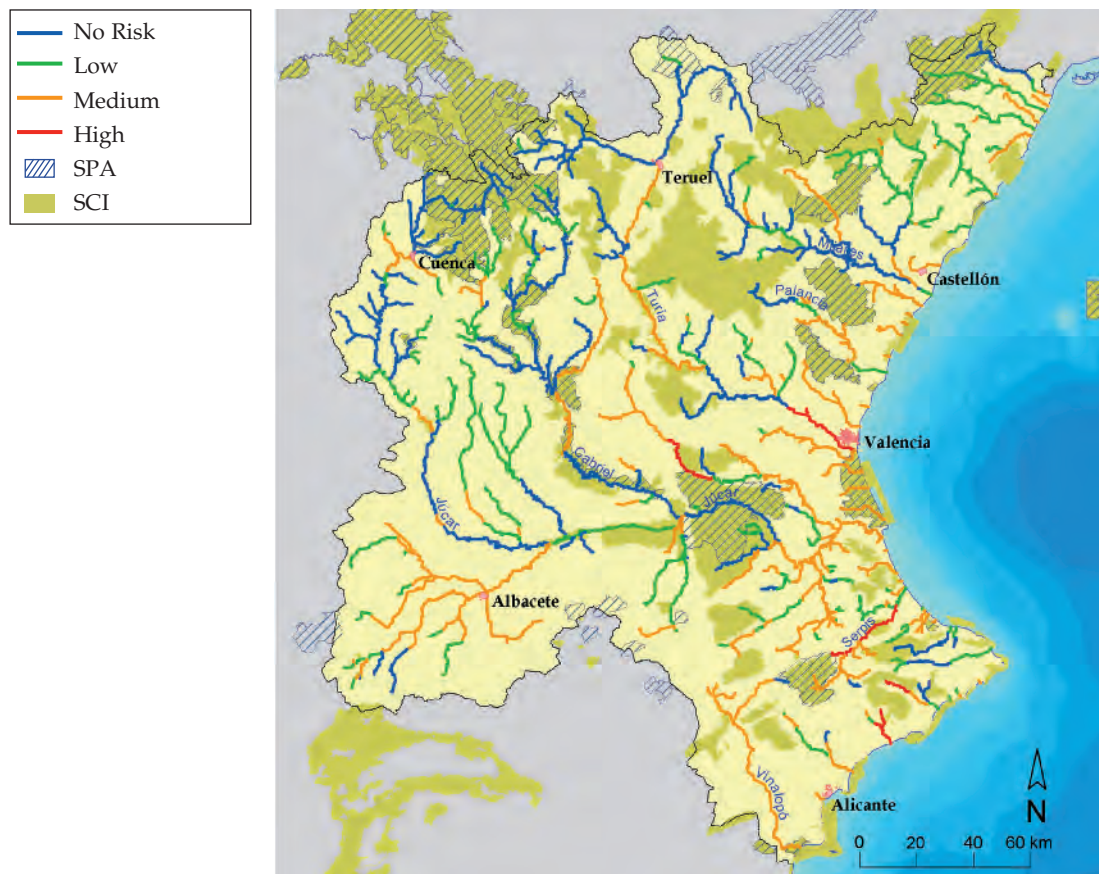 No Risk
Low
Medium
High
SPA
SCI
Teruel
Cuenca
Mijares
Castellón
Palancia
Turia
Valencia
Cabriel
Júcar
Júcar
Albacete
Serpis
Vinalopó
Alicante
N
0 20 40 60 km